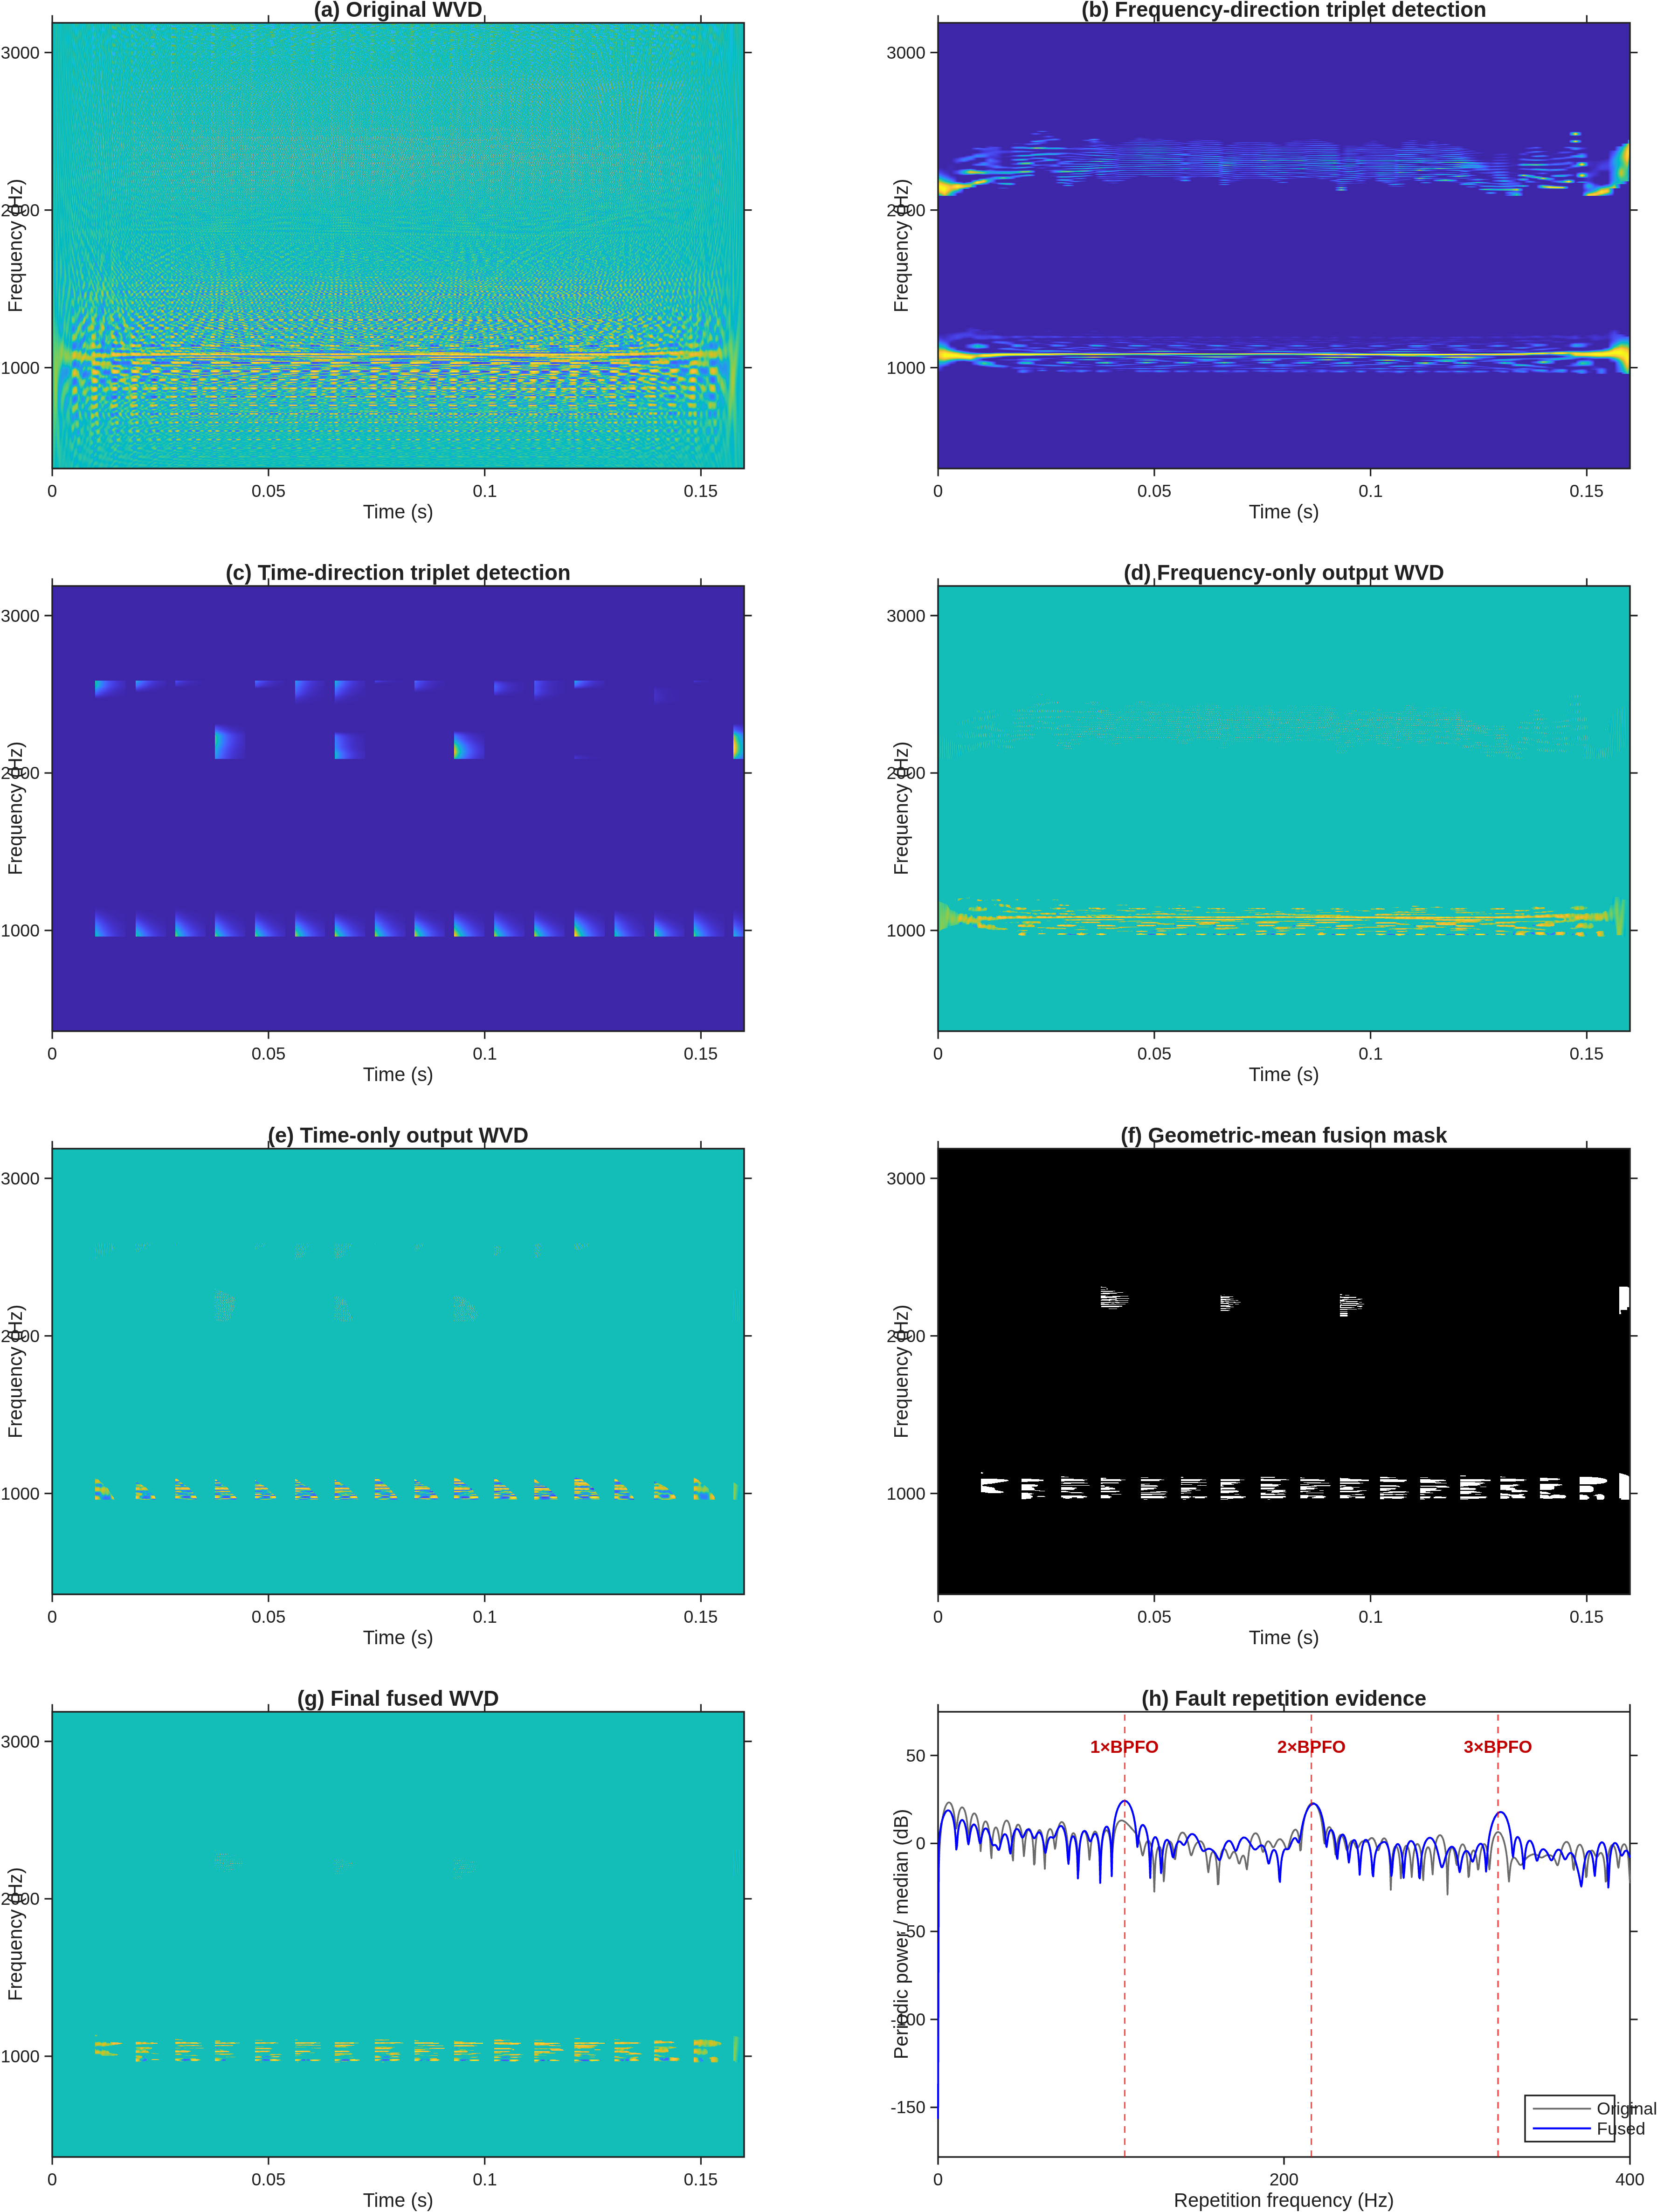 (a) Original WVD
(b) Frequency-direction triplet detection
3000
2000
1000
Frequency (Hz)
0
0.05
0.1
0.15
Time (s)
3000
2000
1000
Frequency (Hz)
0
0.05
0.1
0.15
Time (s)
(c) Time-direction triplet detection
(d) Frequency-only output WVD
3000
2000
1000
Frequency (Hz)
0
0.05
0.1
0.15
Time (s)
3000
2000
1000
Frequency (Hz)
0
0.05
0.1
0.15
Time (s)
(e) Time-only output WVD
(f) Geometric-mean fusion mask
3000
2000
1000
Frequency (Hz)
0
0.05
0.1
0.15
Time (s)
3000
2000
1000
Frequency (Hz)
0
0.05
0.1
0.15
Time (s)
(g) Final fused WVD
(h) Fault repetition evidence
3000
2000
1000
Frequency (Hz)
0
0.05
0.1
0.15
Time (s)
1×BPFO
2×BPFO
3×BPFO
50
0
-50
-100
-150
Periodic power / median (dB)
Original
Fused
0
200
400
Repetition frequency (Hz)